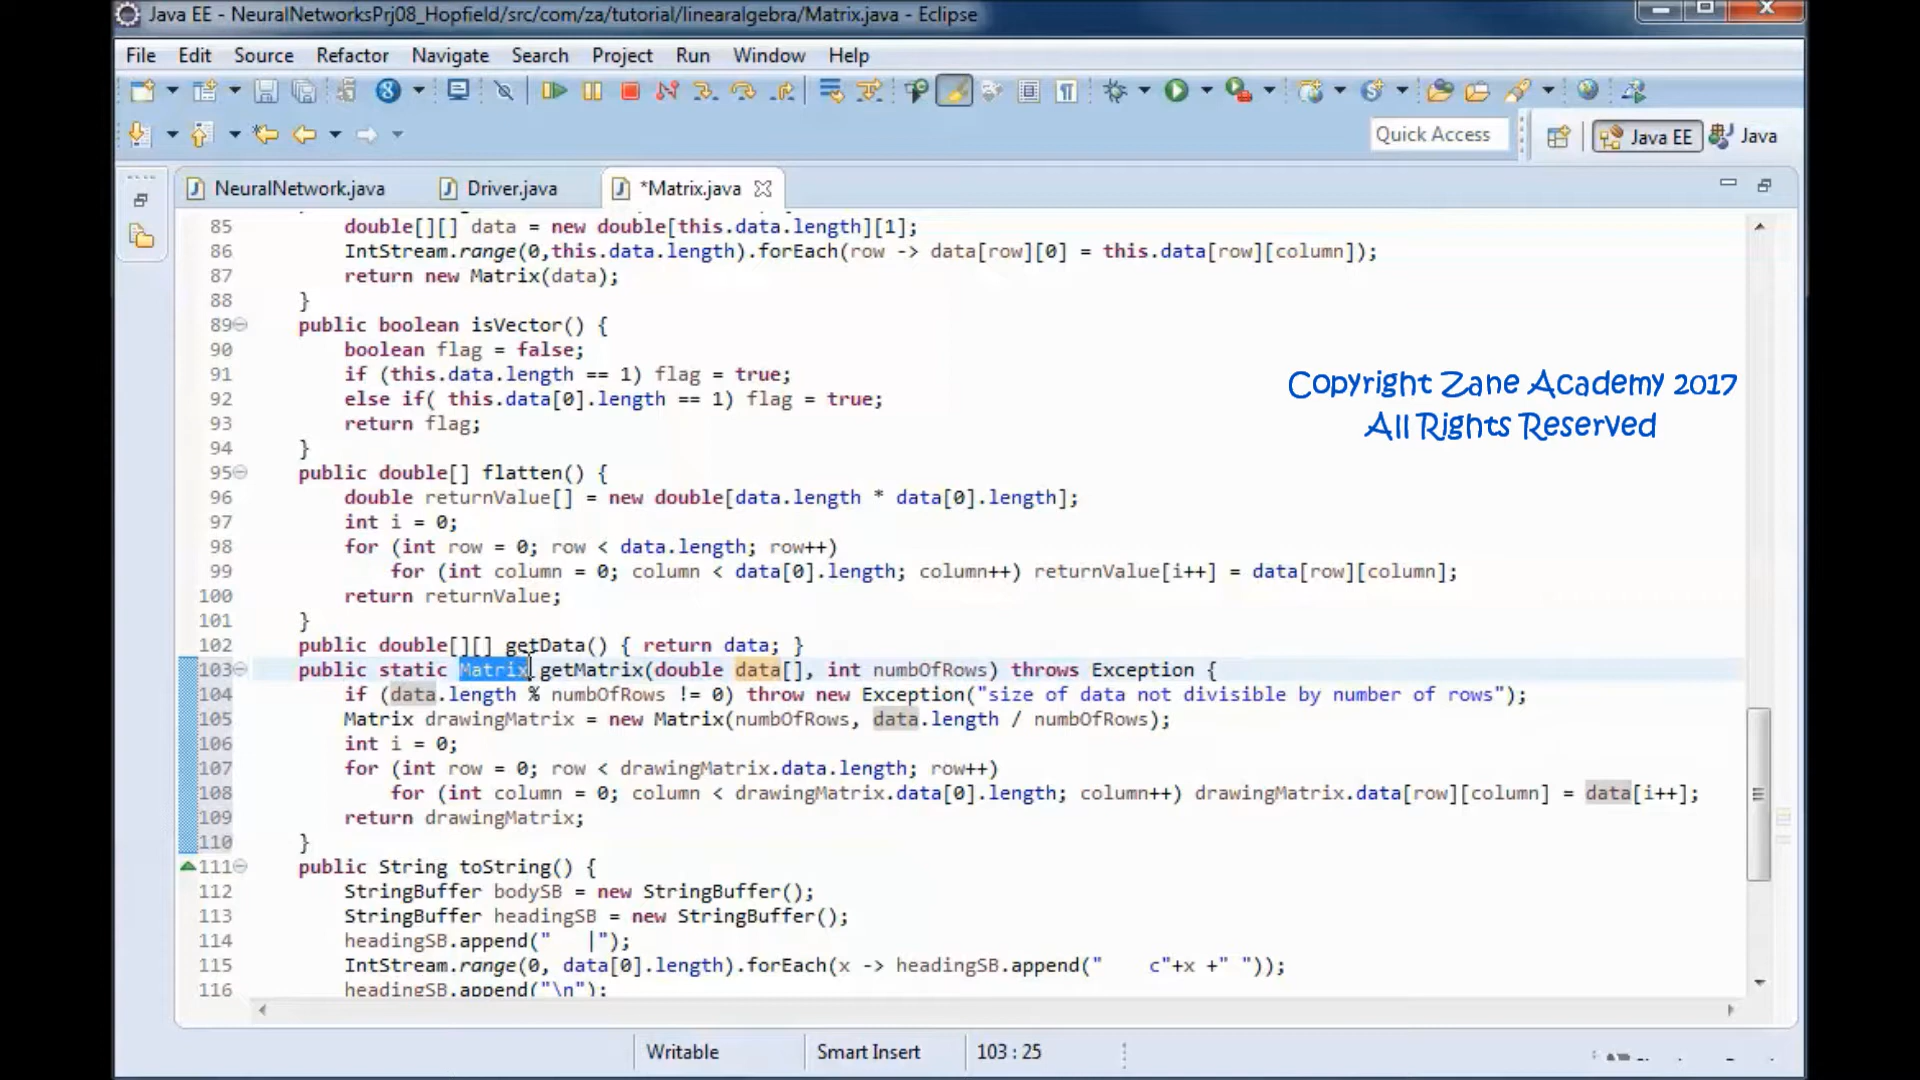 Java EE - NeuralNetworksPrj08_Hopfield/src/com/za/tutorial/linearalgebra/Matrix.java - Eclipse
File Edit Source Refactor Navigate Search Project Run Window Help
Quick Access Java EE Java
NeuralNetwork.java Driver.java *Matrix.java
85 double[][] data = new double[this.data.length][1];
86 IntStream.range(0,this.data.length).forEach(row -> data[row][0] = this.data[row][column]);
87 return new Matrix(data);
88 }
89 public boolean isVector() {
90 boolean flag = false;
91 if (this.data.length == 1) flag = true;
92 else if( this.data[0].length == 1) flag = true;
93 return flag;
94 }
95 public double[] flatten() {
96 double returnValue[] = new double[data.length * data[0].length];
97 int i = 0;
98 for (int row = 0; row < data.length; row++)
99 for (int column = 0; column < data[0].length; column++) returnValue[i++] = data[row][column];
100 return returnValue;
101 }
102 public double[][] getData() { return data; }
103 public static Matrix getMatrix(double data[], int numbOfRows) throws Exception {
104 if (data.length % numbOfRows != 0) throw new Exception("size of data not divisible by number of rows");
105 Matrix drawingMatrix = new Matrix(numbOfRows, data.length / numbOfRows);
106 int i = 0;
107 for (int row = 0; row < drawingMatrix.data.length; row++)
108 for (int column = 0; column < drawingMatrix.data[0].length; column++) drawingMatrix.data[row][column] = data[i++];
109 return drawingMatrix;
110 }
111 public String toString() {
112 StringBuffer bodySB = new StringBuffer();
113 StringBuffer headingSB = new StringBuffer();
114 headingSB.append("   |");
115 IntStream.range(0, data[0].length).forEach(x -> headingSB.append("    c"+x +" "));
116 headingSB.append("\n");
Copyright Zane Academy 2017
All Rights Reserved
Writable Smart Insert 103 : 25